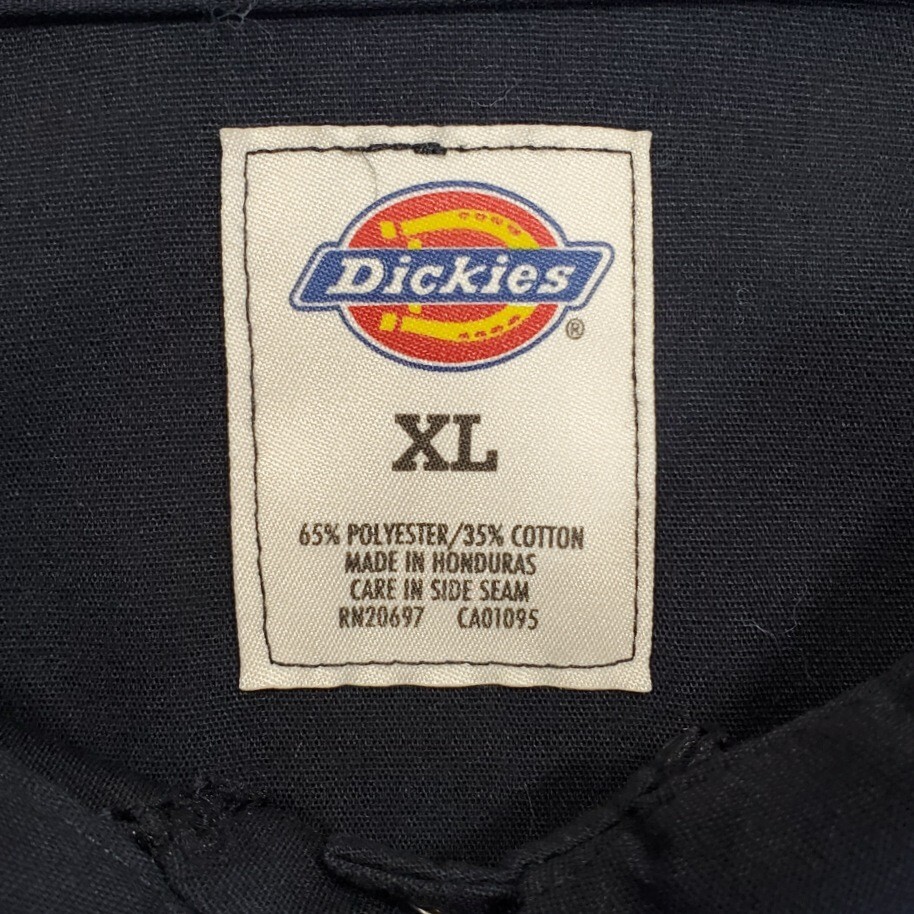 Dickies
®
XL
65% POLYESTER/35% COTTON
MADE IN HONDURAS
CARE IN SIDE SEAM
RN20697 CA01095